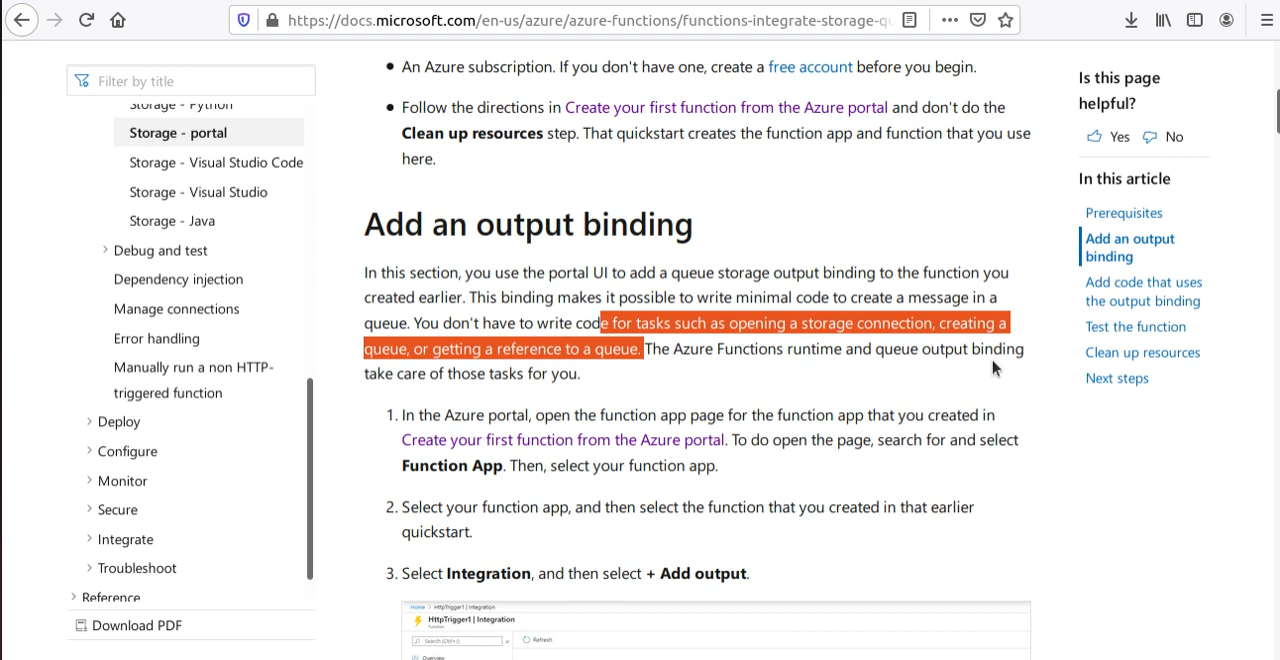 https://docs.microsoft.com/en-us/azure/azure-functions/functions-integrate-storage-q
Filter by title
Storage - Python
Storage - portal
Storage - Visual Studio Code
Storage - Visual Studio
Storage - Java
Debug and test
Dependency injection
Manage connections
Error handling
Manually run a non HTTP-
triggered function
Deploy
Configure
Monitor
Secure
Integrate
Troubleshoot
Reference
Download PDF
An Azure subscription. If you don't have one, create a free account before you begin.
Follow the directions in Create your first function from the Azure portal and don't do the
Clean up resources step. That quickstart creates the function app and function that you use
here.
Add an output binding
In this section, you use the portal UI to add a queue storage output binding to the function you
created earlier. This binding makes it possible to write minimal code to create a message in a
queue. You don't have to write code for tasks such as opening a storage connection, creating a
queue, or getting a reference to a queue. The Azure Functions runtime and queue output binding
take care of those tasks for you.
1. In the Azure portal, open the function app page for the function app that you created in
Create your first function from the Azure portal. To do open the page, search for and select
Function App. Then, select your function app.
2. Select your function app, and then select the function that you created in that earlier
quickstart.
3. Select Integration, and then select + Add output.
Home > HttpTrigger1 | Integration
HttpTrigger1 | Integration
Function
Search (Ctrl+/)
Refresh
Overview
Is this page
helpful?
Yes No
In this article
Prerequisites
Add an output
binding
Add code that uses
the output binding
Test the function
Clean up resources
Next steps